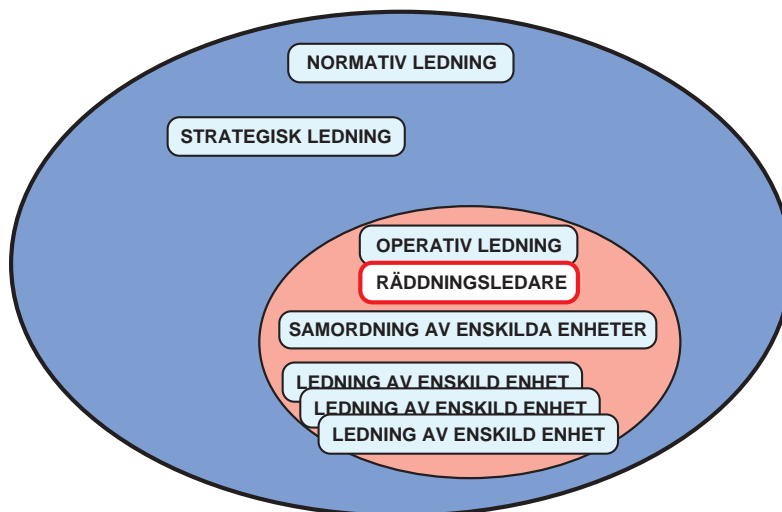 NORMATIV LEDNING
STRATEGISK LEDNING
OPERATIV LEDNING
RÄDDNINGSLEDARE
SAMORDNING AV ENSKILDA ENHETER
LEDNING AV ENSKILD ENHET
LEDNING AV ENSKILD ENHET
LEDNING AV ENSKILD ENHET